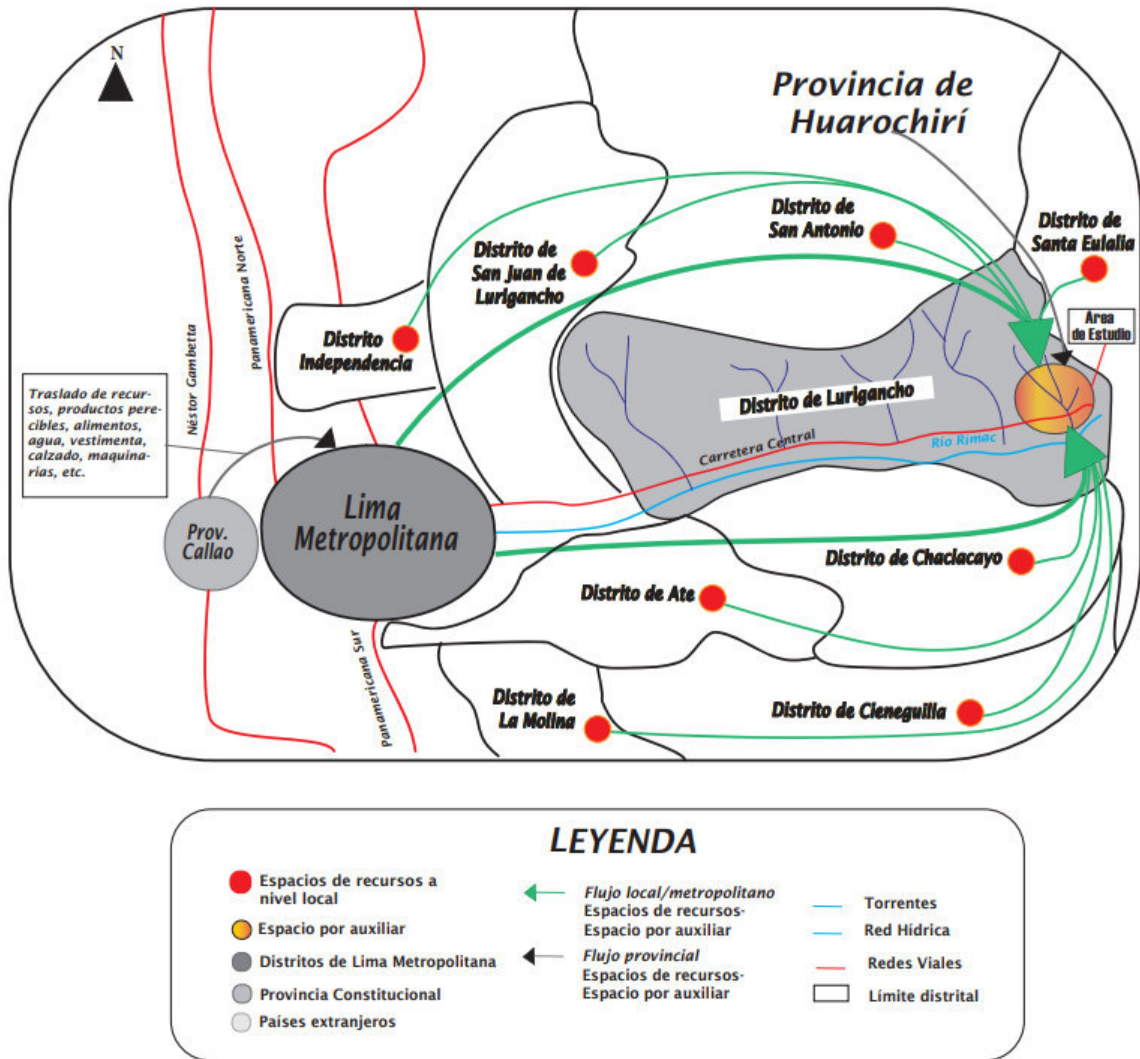 N
Provincia de
Huarochirí
Néstor Gambetta
Panamericana Norte
Distrito de
San Juan de
Lurigancho
Distrito de
San Antonio
Distrito de
Santa Eulalia
Distrito
Independencia
Área
de Estudio
Traslado de recur-
sos, productos pere-
cibles, alimentos,
agua, vestimenta,
calzado, maquina-
rias, etc.
Distrito de Lurigancho
Carretera Central
Río Rímac
Prov.
Callao
Lima
Metropolitana
Distrito de Chaclacayo
Distrito de Ate
Panamericana Sur
Distrito de
La Molina
Distrito de Cieneguilla
LEYENDA
Espacios de recursos a
nivel local
Espacio por auxiliar
Distritos de Lima Metropolitana
Provincia Constitucional
Países extranjeros
Flujo local/metropolitano
Espacios de recursos-
Espacio por auxiliar
Flujo provincial
Espacios de recursos-
Espacio por auxiliar
Torrentes
Red Hídrica
Redes Viales
Límite distrital